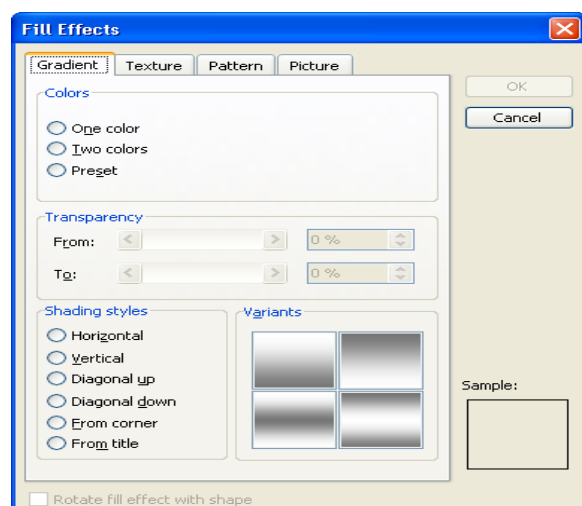 Fill Effects
Gradient Texture Pattern Picture
OK
Cancel
Colors
One color
Two colors
Preset
Transparency
From: 0 %
To: 0 %
Shading styles
Horizontal
Vertical
Diagonal up
Diagonal down
From corner
From title
Variants
Sample:
Rotate fill effect with shape